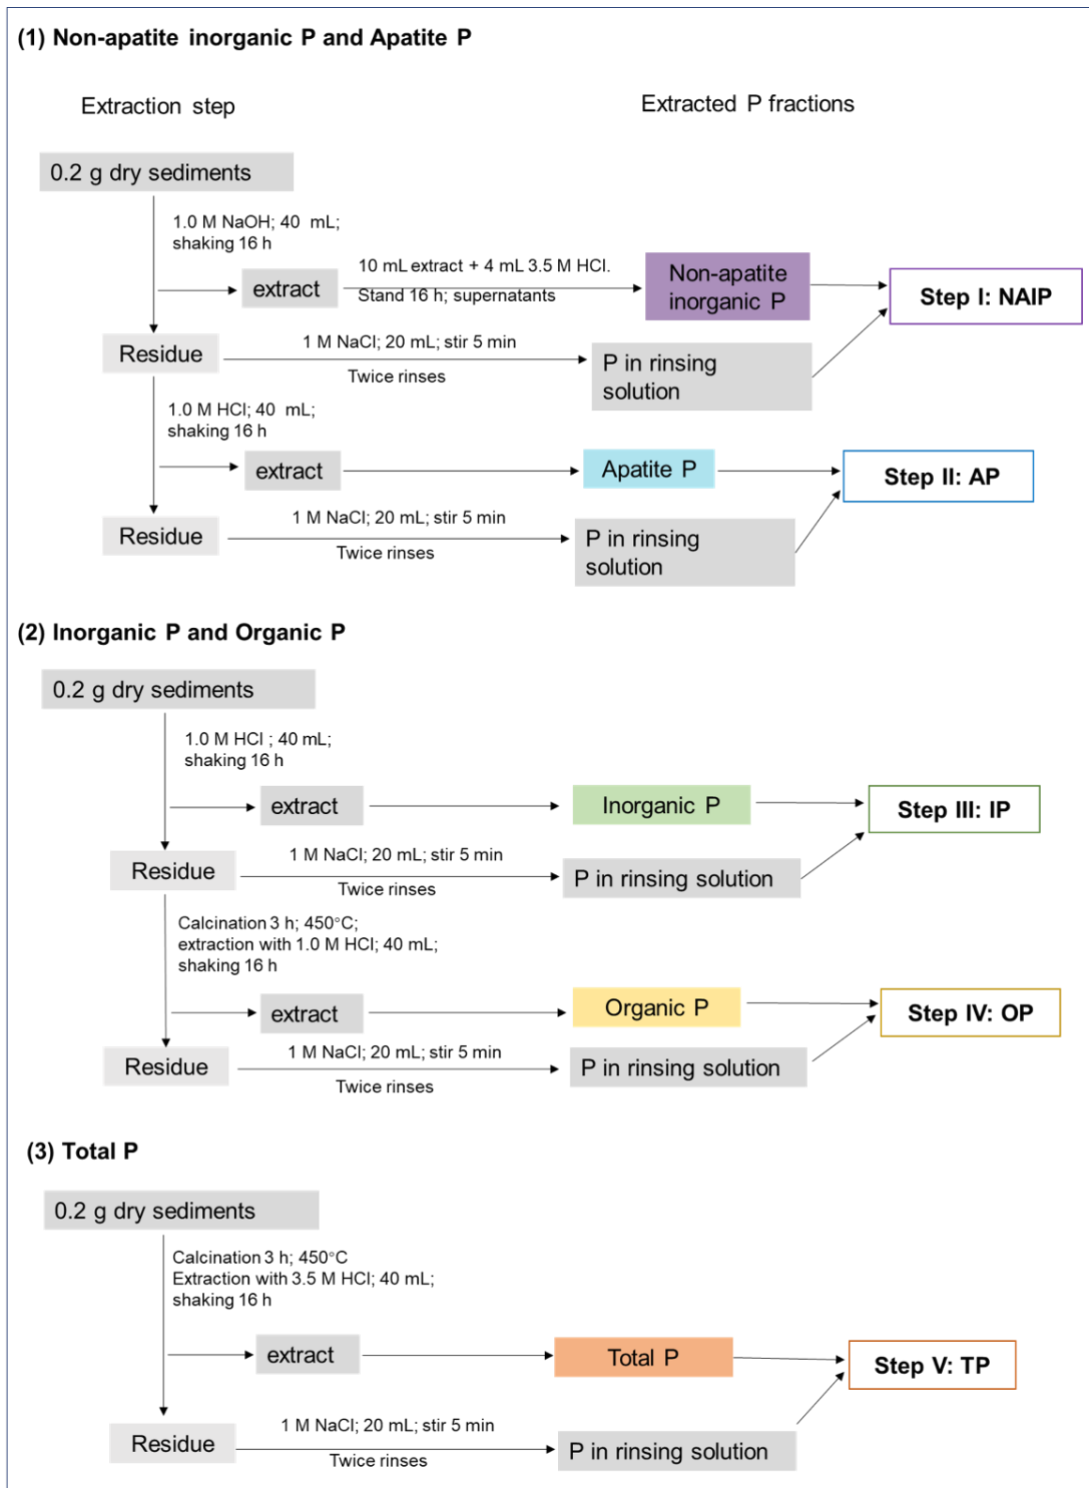 (1) Non-apatite inorganic P and Apatite P
Extraction step
Extracted P fractions
0.2 g dry sediments
1.0 M NaOH; 40 mL;
shaking 16 h
extract
10 mL extract + 4 mL 3.5 M HCl.
Stand 16 h; supernatants
Non-apatite
inorganic P
Step I: NAIP
Residue
1 M NaCl; 20 mL; stir 5 min
Twice rinses
P in rinsing
solution
1.0 M HCl; 40 mL;
shaking 16 h
extract
Apatite P
Step II: AP
Residue
1 M NaCl; 20 mL; stir 5 min
Twice rinses
P in rinsing
solution
(2) Inorganic P and Organic P
0.2 g dry sediments
1.0 M HCl ; 40 mL;
shaking 16 h
extract
Inorganic P
Step III: IP
Residue
1 M NaCl; 20 mL; stir 5 min
Twice rinses
P in rinsing solution
Calcination 3 h; 450°C;
extraction with 1.0 M HCl; 40 mL;
shaking 16 h
extract
Organic P
Step IV: OP
Residue
1 M NaCl; 20 mL; stir 5 min
Twice rinses
P in rinsing solution
(3) Total P
0.2 g dry sediments
Calcination 3 h; 450°C
Extraction with 3.5 M HCl; 40 mL;
shaking 16 h
extract
Total P
Step V: TP
Residue
1 M NaCl; 20 mL; stir 5 min
Twice rinses
P in rinsing solution